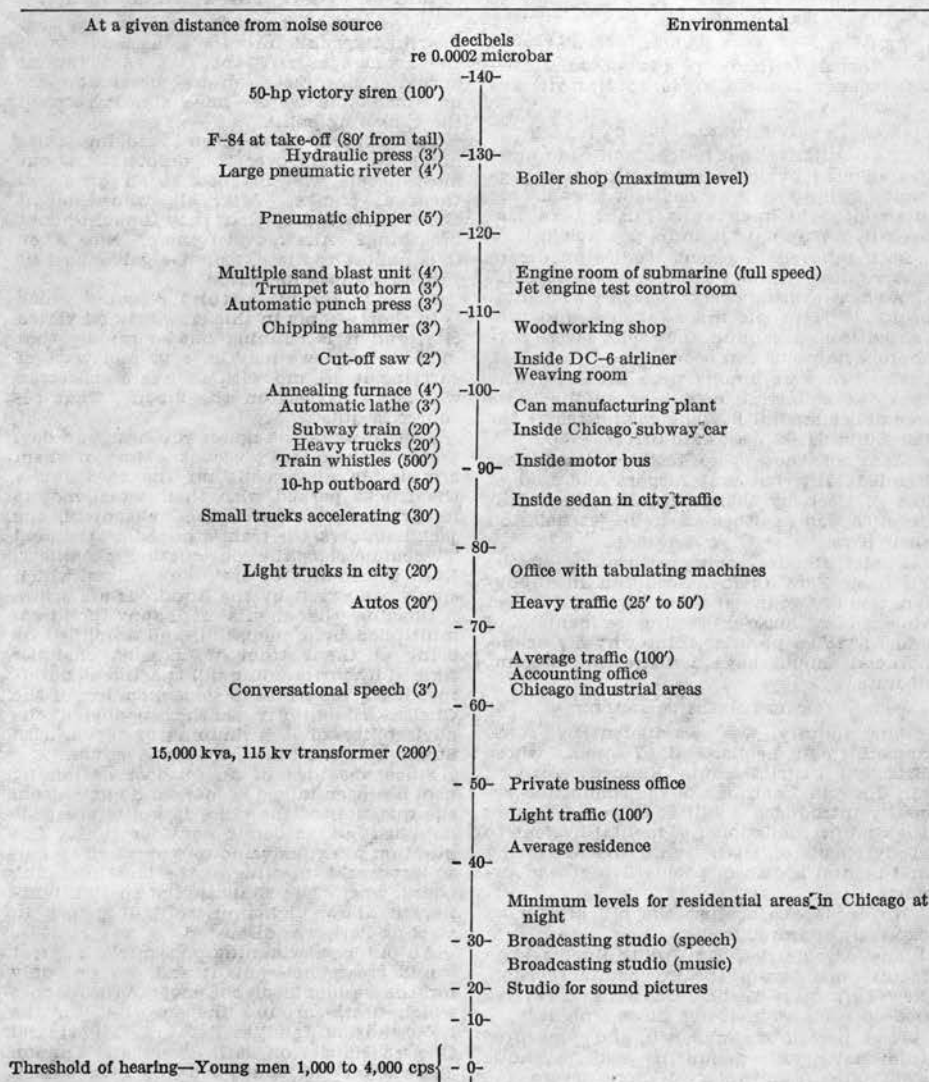 At a given distance from noise source
Environmental
decibels
re 0.0002 microbar
-140-
50-hp victory siren (100′)
F-84 at take-off (80′ from tail)
Hydraulic press (3′) -130-
Large pneumatic riveter (4′) Boiler shop (maximum level)
Pneumatic chipper (5′)
-120-
Multiple sand blast unit (4′) Engine room of submarine (full speed)
Trumpet auto horn (3′) Jet engine test control room
Automatic punch press (3′) -110-
Chipping hammer (3′) Woodworking shop
Cut-off saw (2′) Inside DC-6 airliner
Weaving room
Annealing furnace (4′) -100-
Automatic lathe (3′) Can manufacturing plant
Subway train (20′) Inside Chicago subway car
Heavy trucks (20′)
Train whistles (500′) - 90- Inside motor bus
10-hp outboard (50′)
Inside sedan in city traffic
Small trucks accelerating (30′)
- 80-
Light trucks in city (20′) Office with tabulating machines
Autos (20′) Heavy traffic (25′ to 50′)
- 70-
Average traffic (100′)
Accounting office
Conversational speech (3′) Chicago industrial areas
- 60-
15,000 kva, 115 kv transformer (200′)
- 50- Private business office
Light traffic (100′)
Average residence
- 40-
Minimum levels for residential areas in Chicago at
night
- 30- Broadcasting studio (speech)
Broadcasting studio (music)
- 20- Studio for sound pictures
- 10-
Threshold of hearing—Young men 1,000 to 4,000 cps - 0-